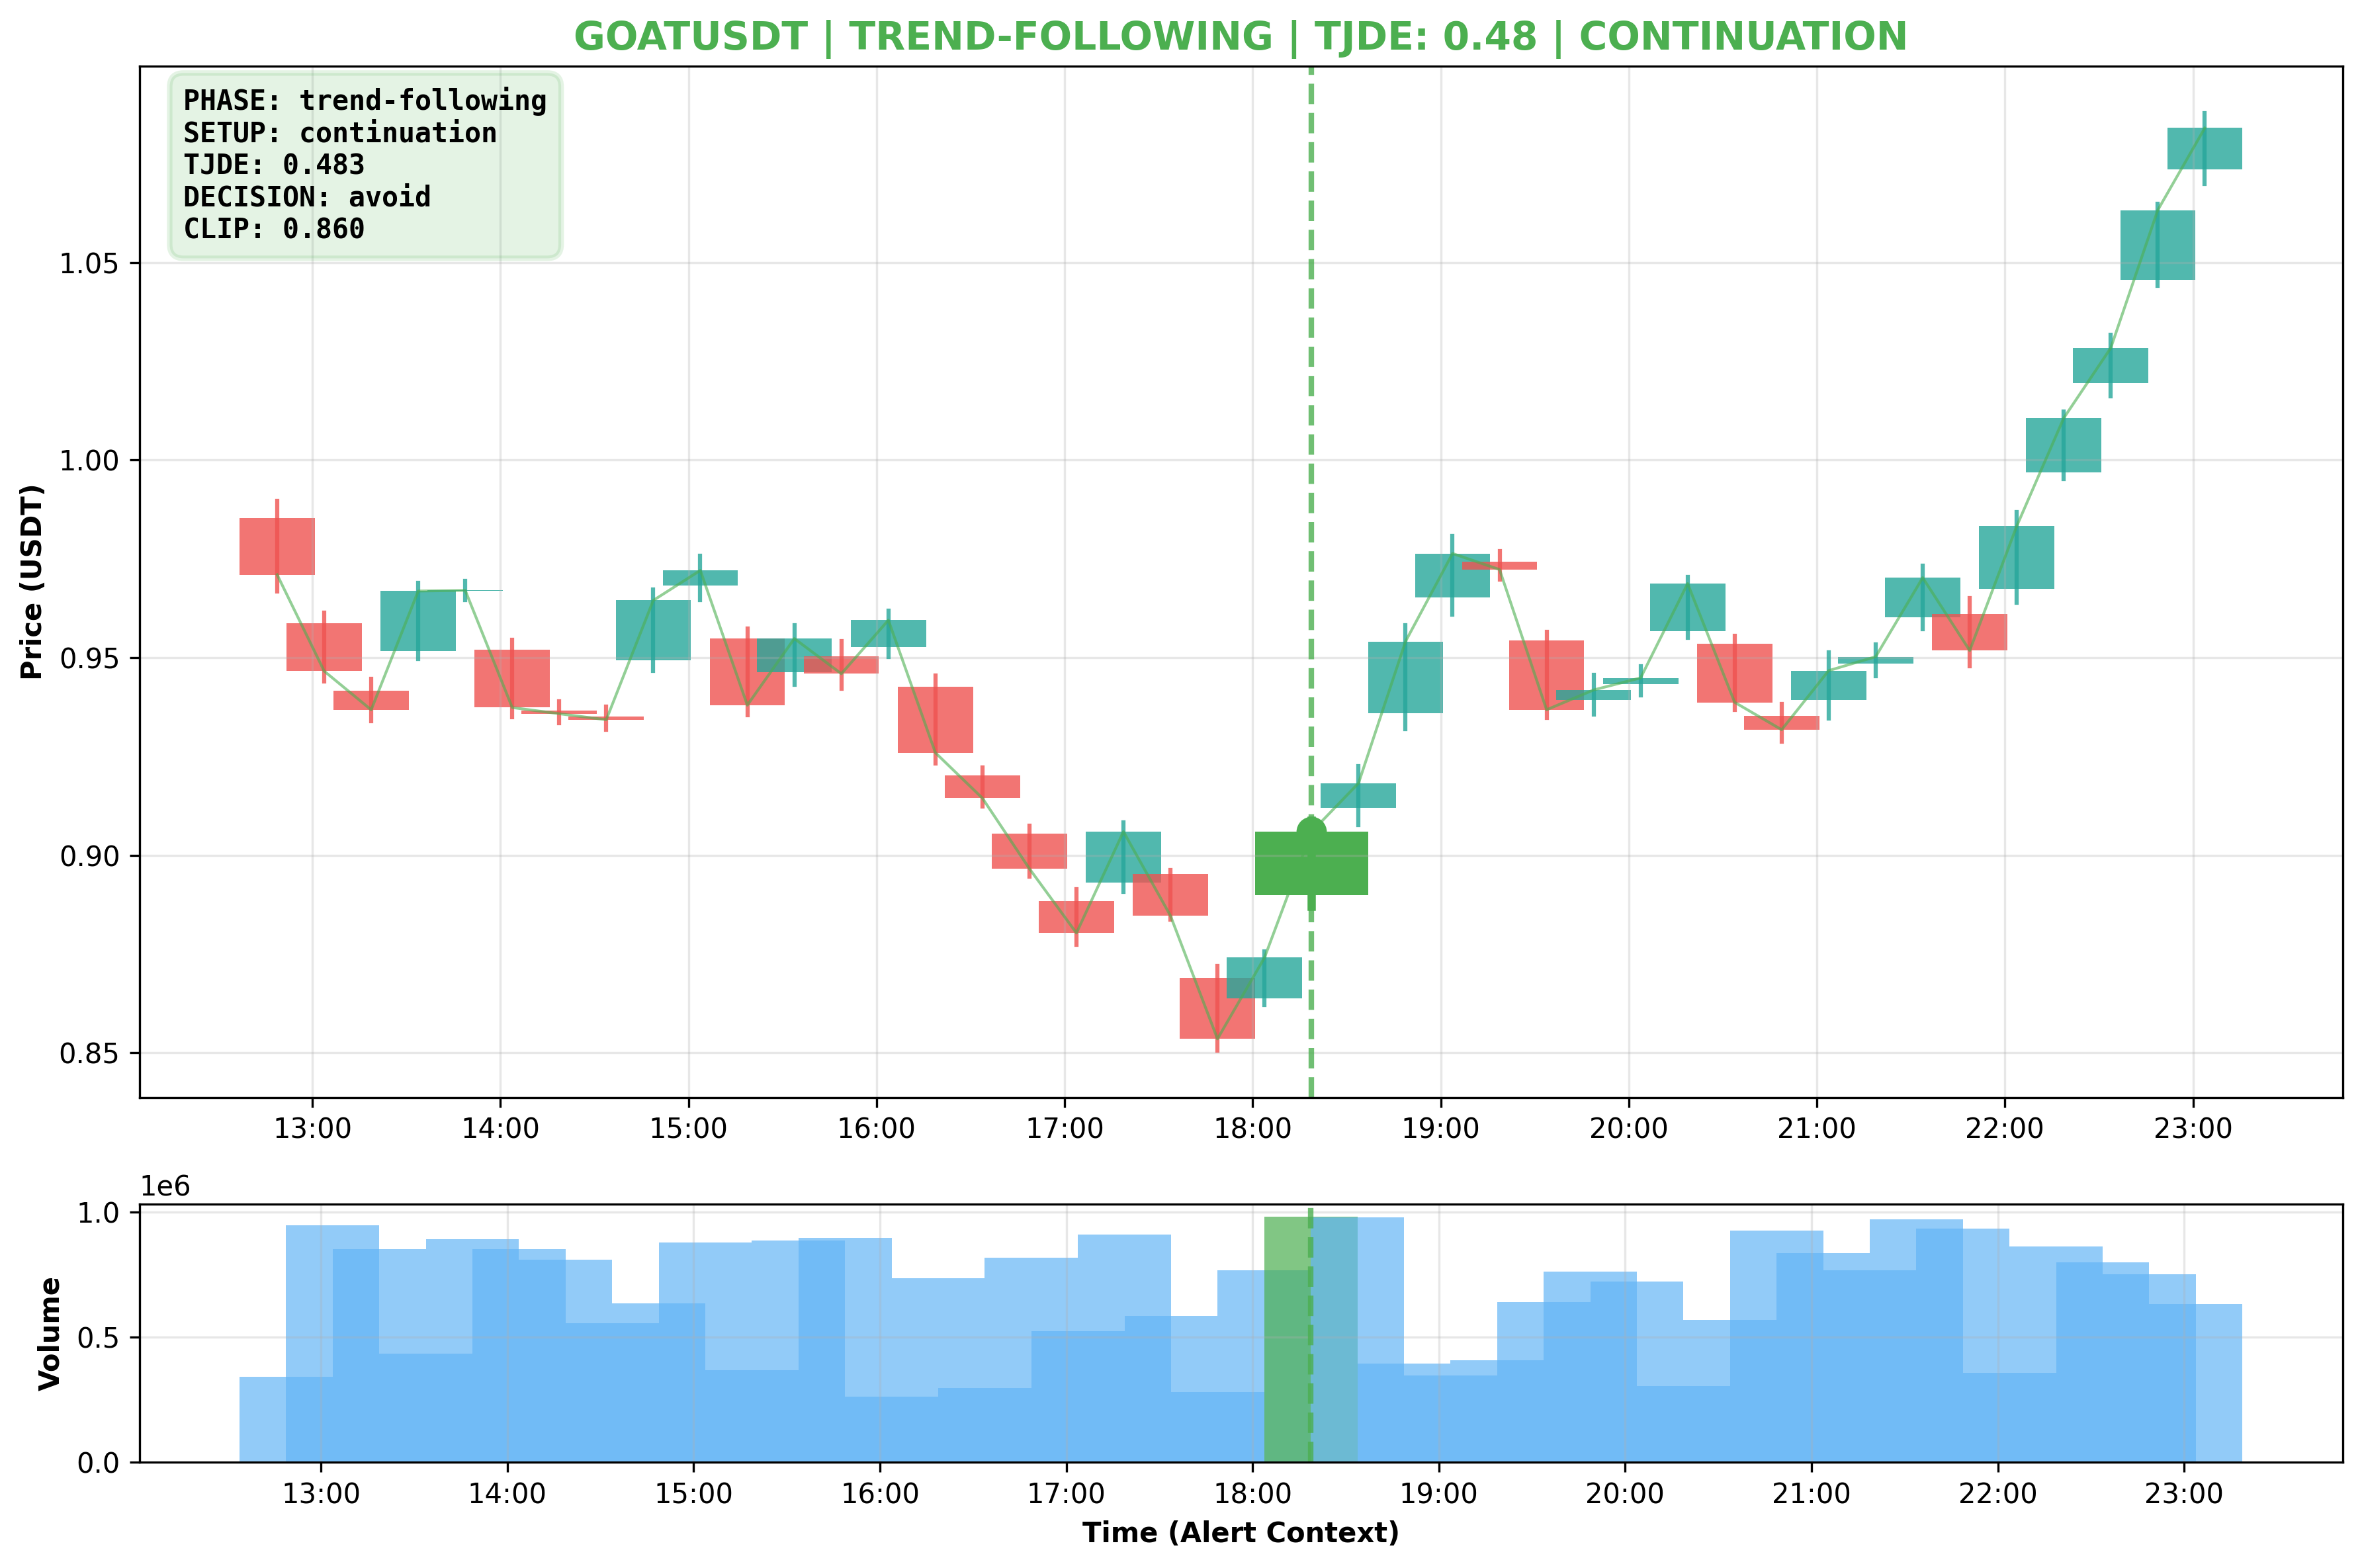 GOATUSDT | TREND-FOLLOWING | TJDE: 0.48 | CONTINUATION
PHASE: trend-following
SETUP: continuation
TJDE: 0.483
DECISION: avoid
CLIP: 0.860
Price (USDT)
1.05
1.00
0.95
0.90
0.85
13:00 14:00 15:00 16:00 17:00 18:00 19:00 20:00 21:00 22:00 23:00
1e6
Volume
1.0
0.5
0.0
13:00 14:00 15:00 16:00 17:00 18:00 19:00 20:00 21:00 22:00 23:00
Time (Alert Context)